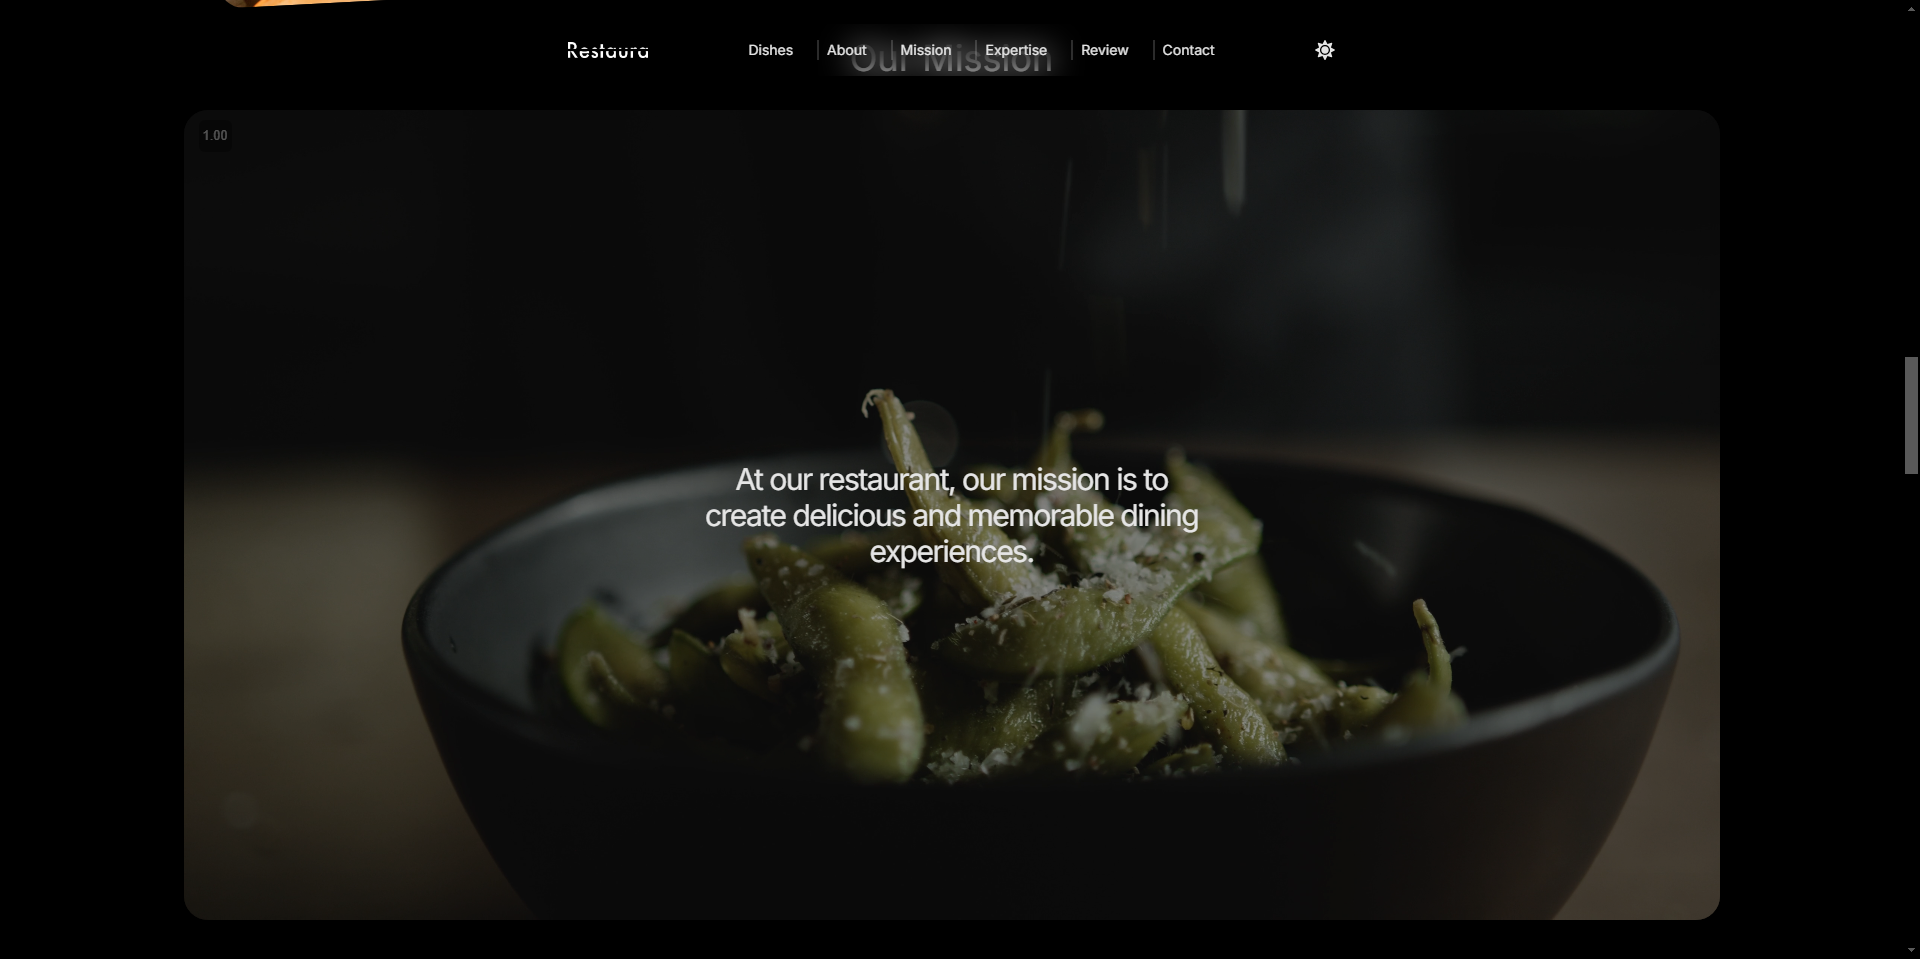 Restaura
Dishes
About
Mission
Expertise
Review
Contact
Our Mission
1.00
At our restaurant, our mission is to
create delicious and memorable dining
experiences.